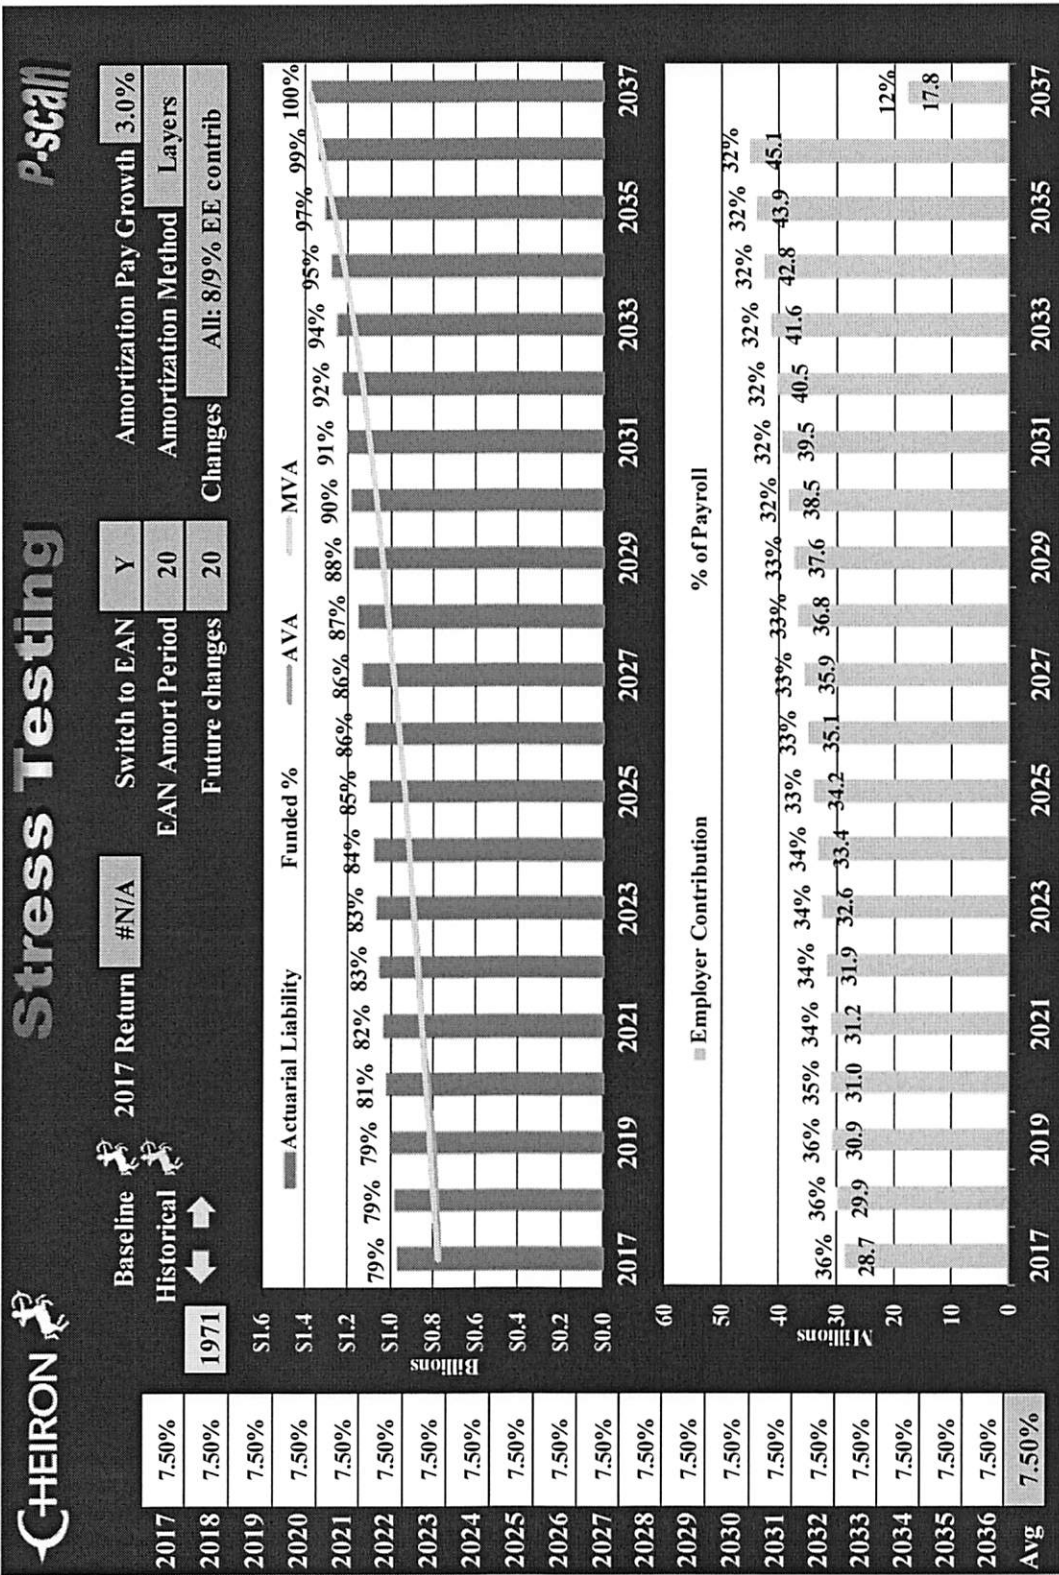 CHEIRON
Stress Testing
P-scan
Baseline
2017 Return #N/A
Switch to EAN Y
Amortization Pay Growth 3.0%
Historical
EAN Amort Period 20
Amortization Method Layers
1971
Future changes 20
Changes All: 8/9% EE contrib
2017 7.50%
2018 7.50%
2019 7.50%
2020 7.50%
2021 7.50%
2022 7.50%
2023 7.50%
2024 7.50%
2025 7.50%
2026 7.50%
2027 7.50%
2028 7.50%
2029 7.50%
2030 7.50%
2031 7.50%
2032 7.50%
2033 7.50%
2034 7.50%
2035 7.50%
2036 7.50%
Avg 7.50%
Actuarial Liability Funded % AVA MVA
Billions
$1.6
$1.4
$1.2
$1.0
$0.8
$0.6
$0.4
$0.2
$0.0
79% 79% 79% 81% 82% 83% 83% 84% 85% 86% 86% 87% 88% 90% 91% 92% 94% 95% 97% 99% 100%
2017 2019 2021 2023 2025 2027 2029 2031 2033 2035 2037
Employer Contribution % of Payroll
Millions
60
50
40
30
20
10
0
36% 36% 36% 35% 34% 34% 34% 34% 33% 33% 33% 33% 33% 32% 32% 32% 32% 32% 32% 32% 12%
28.7 29.9 30.9 31.0 31.2 31.9 32.6 33.4 34.2 35.1 35.9 36.8 37.6 38.5 39.5 40.5 41.6 42.8 43.9 45.1 17.8
2017 2019 2021 2023 2025 2027 2029 2031 2033 2035 2037